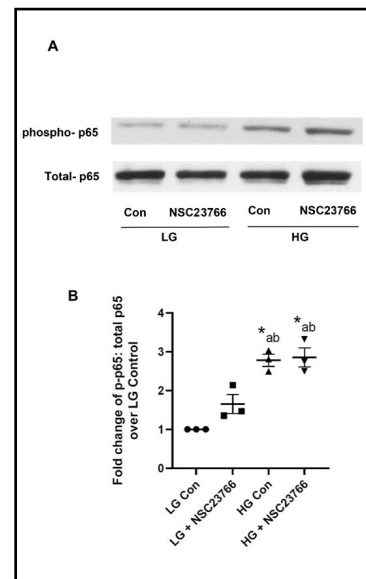 A
phospho- p65
Total- p65
Con NSC23766 Con NSC23766
LG HG
B
Fold change of p-p65: total p65
over LG Control
4
3
2
1
0
*ab
*ab
LG Con
LG + NSC23766
HG Con
HG + NSC23766